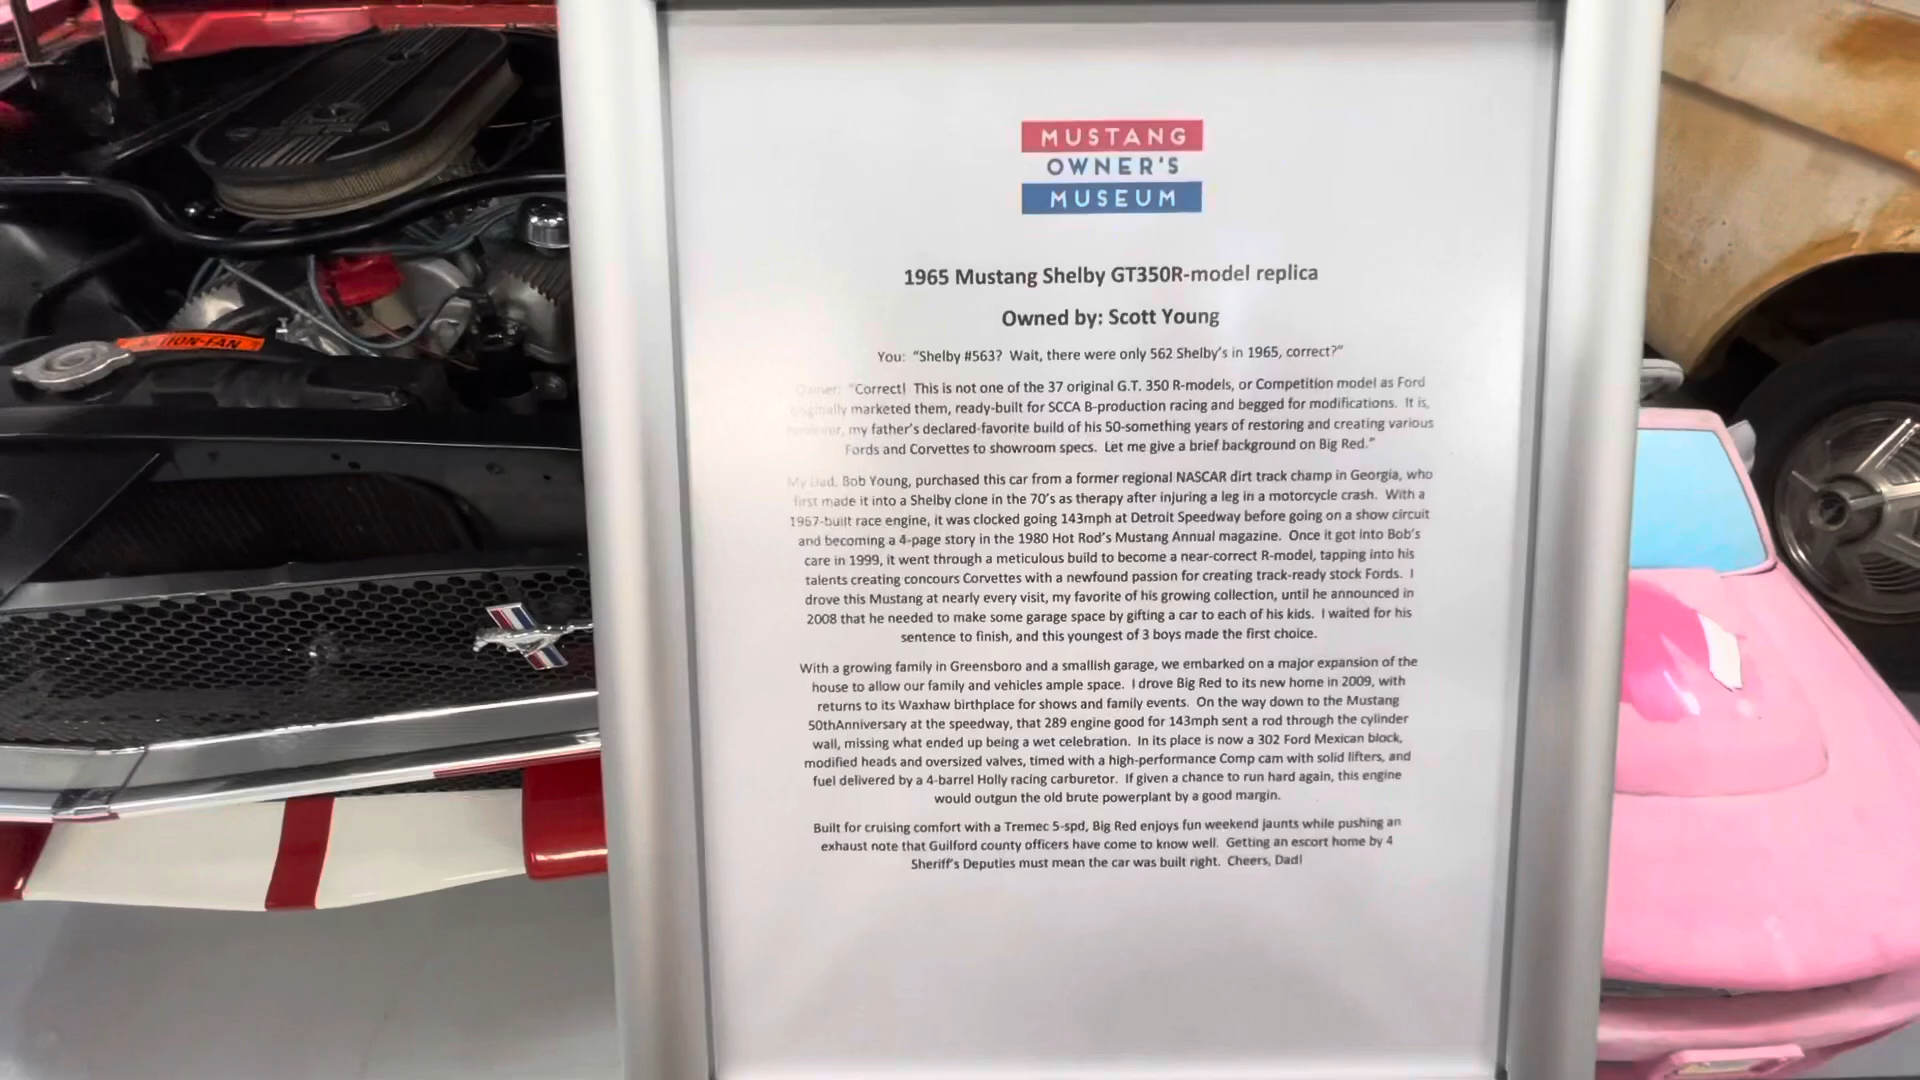 MUSTANG
OWNER'S
MUSEUM
1965 Mustang Shelby GT350R-model replica
Owned by: Scott Young
You: "Shelby #563? Wait, there were only 562 Shelby's in 1965, correct?"
Owner: "Correct! This is not one of the 37 original G.T. 350 R-models, or Competition model as Ford
originally marketed them, ready-built for SCCA B-production racing and begged for modifications. It is,
however, my father's declared-favorite build of his 50-something years of restoring and creating various
Fords and Corvettes to showroom specs. Let me give a brief background on Big Red."
My Dad, Bob Young, purchased this car from a former regional NASCAR dirt track champ in Georgia, who
first made it into a Shelby clone in the 70's as therapy after injuring a leg in a motorcycle crash. With a
1967-built race engine, it was clocked going 143mph at Detroit Speedway before going on a show circuit
and becoming a 4-page story in the 1980 Hot Rod's Mustang Annual magazine. Once it got into Bob's
care in 1999, it went through a meticulous build to become a near-correct R-model, tapping into his
talents creating concours Corvettes with a newfound passion for creating track-ready stock Fords. I
drove this Mustang at nearly every visit, my favorite of his growing collection, until he announced in
2008 that he needed to make some garage space by gifting a car to each of his kids. I waited for his
sentence to finish, and this youngest of 3 boys made the first choice.
With a growing family in Greensboro and a smallish garage, we embarked on a major expansion of the
house to allow our family and vehicles ample space. I drove Big Red to its new home in 2009, with
returns to its Waxhaw birthplace for shows and family events. On the way down to the Mustang
50thAnniversary at the speedway, that 289 engine good for 143mph sent a rod through the cylinder
wall, missing what ended up being a wet celebration. In its place is now a 302 Ford Mexican block,
modified heads and oversized valves, timed with a high-performance Comp cam with solid lifters, and
fuel delivered by a 4-barrel Holly racing carburetor. If given a chance to run hard again, this engine
would outgun the old brute powerplant by a good margin.
Built for cruising comfort with a Tremec 5-spd, Big Red enjoys fun weekend jaunts while pushing an
exhaust note that Guilford county officers have come to know well. Getting an escort home by 4
Sheriff's Deputies must mean the car was built right. Cheers, Dad!